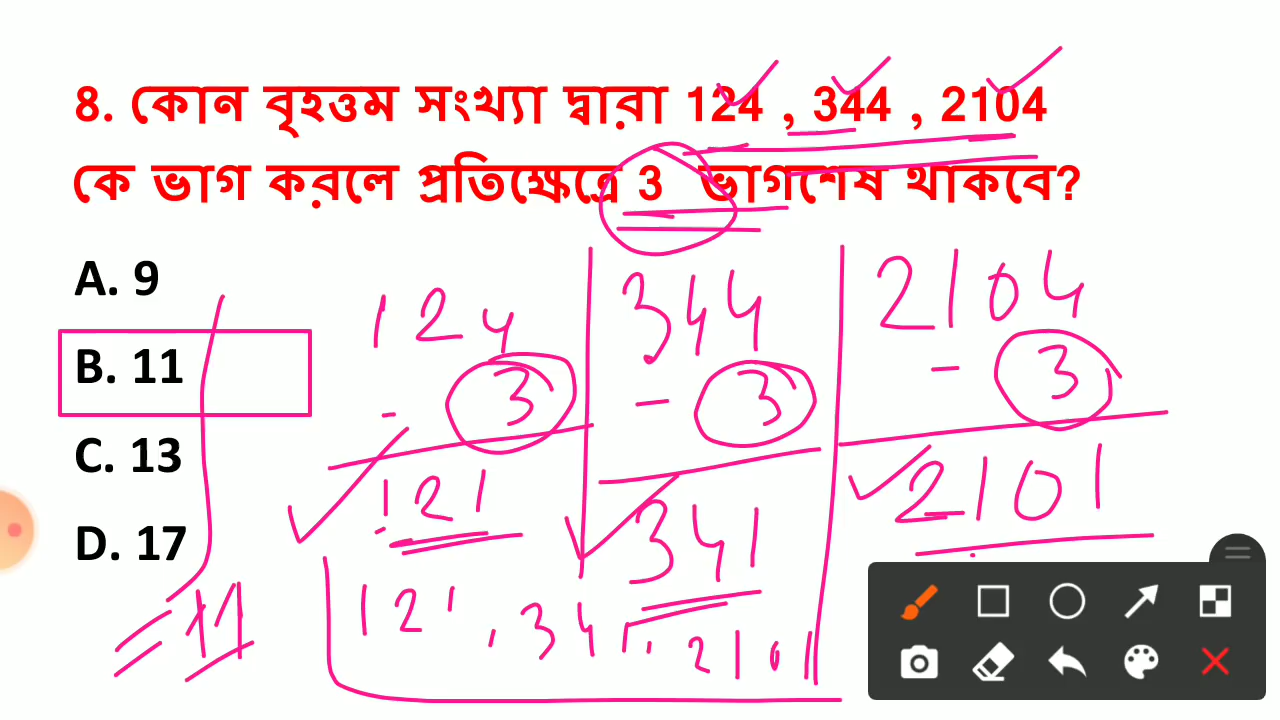 8. কোন বৃহত্তম সংখ্যা দ্বারা 124 , 344 , 2104
কে ভাগ করলে প্রতিক্ষেত্রে 3 ভাগশেষ থাকবে?
A. 9
B. 11
C. 13
D. 17
124
- 3
121
344
- 3
341
2104
- 3
2101
121, 341, 2101
= 11